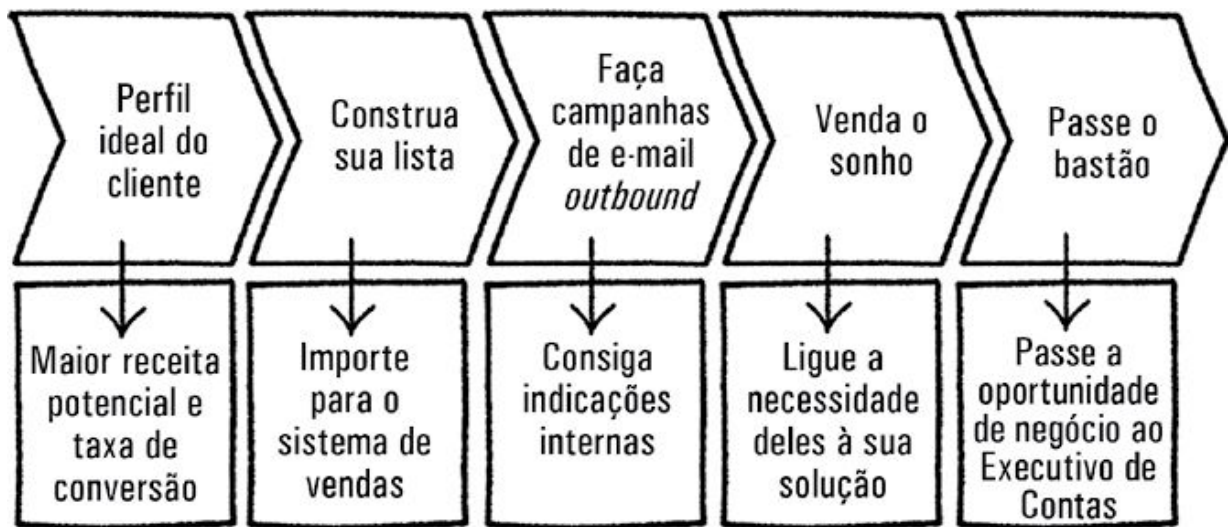 Perfil
ideal do
cliente
Construa
sua lista
Faça
campanhas
de e-mail
outbound
Venda o
sonho
Passe o
bastão
Maior receita
potencial e
taxa de
conversão
Importe
para o
sistema de
vendas
Consiga
indicações
internas
Ligue a
necessidade
deles à sua
solução
Passe a
oportunidade
de negócio ao
Executivo de
Contas